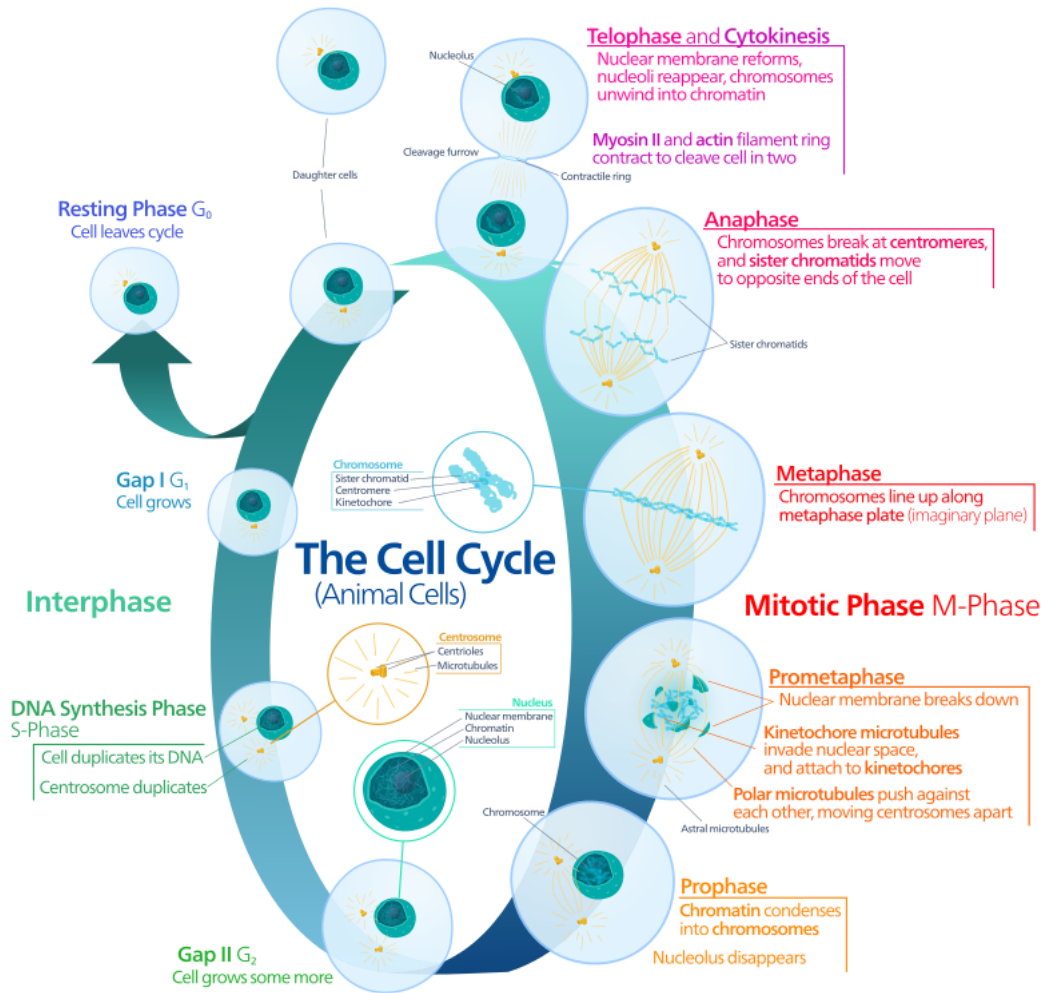 Telophase and Cytokinesis
Nuclear membrane reforms,
nucleoli reappear, chromosomes
unwind into chromatin
Myosin II and actin filament ring
contract to cleave cell in two
Nucleolus
Cleavage furrow
Contractile ring
Daughter cells
Resting Phase G₀
Cell leaves cycle
Anaphase
Chromosomes break at centromeres,
and sister chromatids move
to opposite ends of the cell
Sister chromatids
Gap I G₁
Cell grows
Chromosome
Sister chromatid
Centromere
Kinetochore
Metaphase
Chromosomes line up along
metaphase plate (imaginary plane)
The Cell Cycle
(Animal Cells)
Interphase
Mitotic Phase M-Phase
Centrosome
Centrioles
Microtubules
Prometaphase
Nuclear membrane breaks down
Kinetochore microtubules
invade nuclear space,
and attach to kinetochores
Polar microtubules push against
each other, moving centrosomes apart
Astral microtubules
DNA Synthesis Phase
S-Phase
Cell duplicates its DNA
Centrosome duplicates
Nucleus
Nuclear membrane
Chromatin
Nucleolus
Chromosome
Prophase
Chromatin condenses
into chromosomes
Nucleolus disappears
Gap II G₂
Cell grows some more